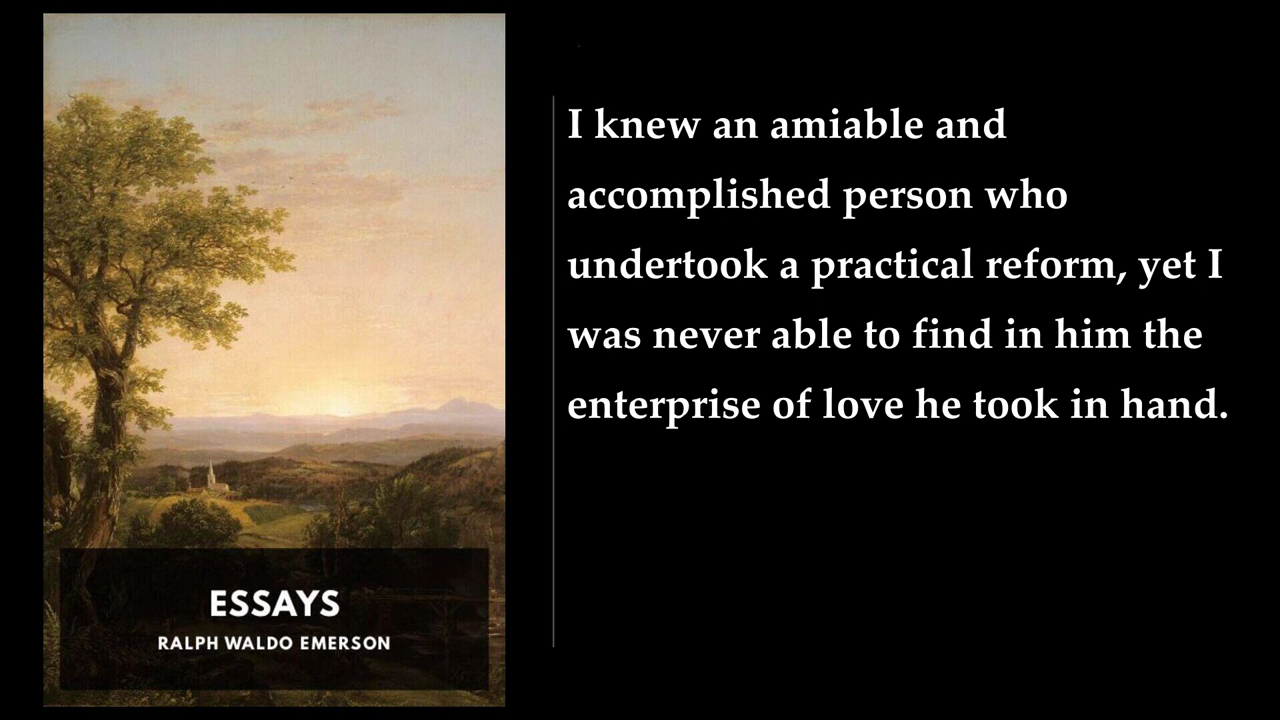 ESSAYS
RALPH WALDO EMERSON
I knew an amiable and
accomplished person who
undertook a practical reform, yet I
was never able to find in him the
enterprise of love he took in hand.